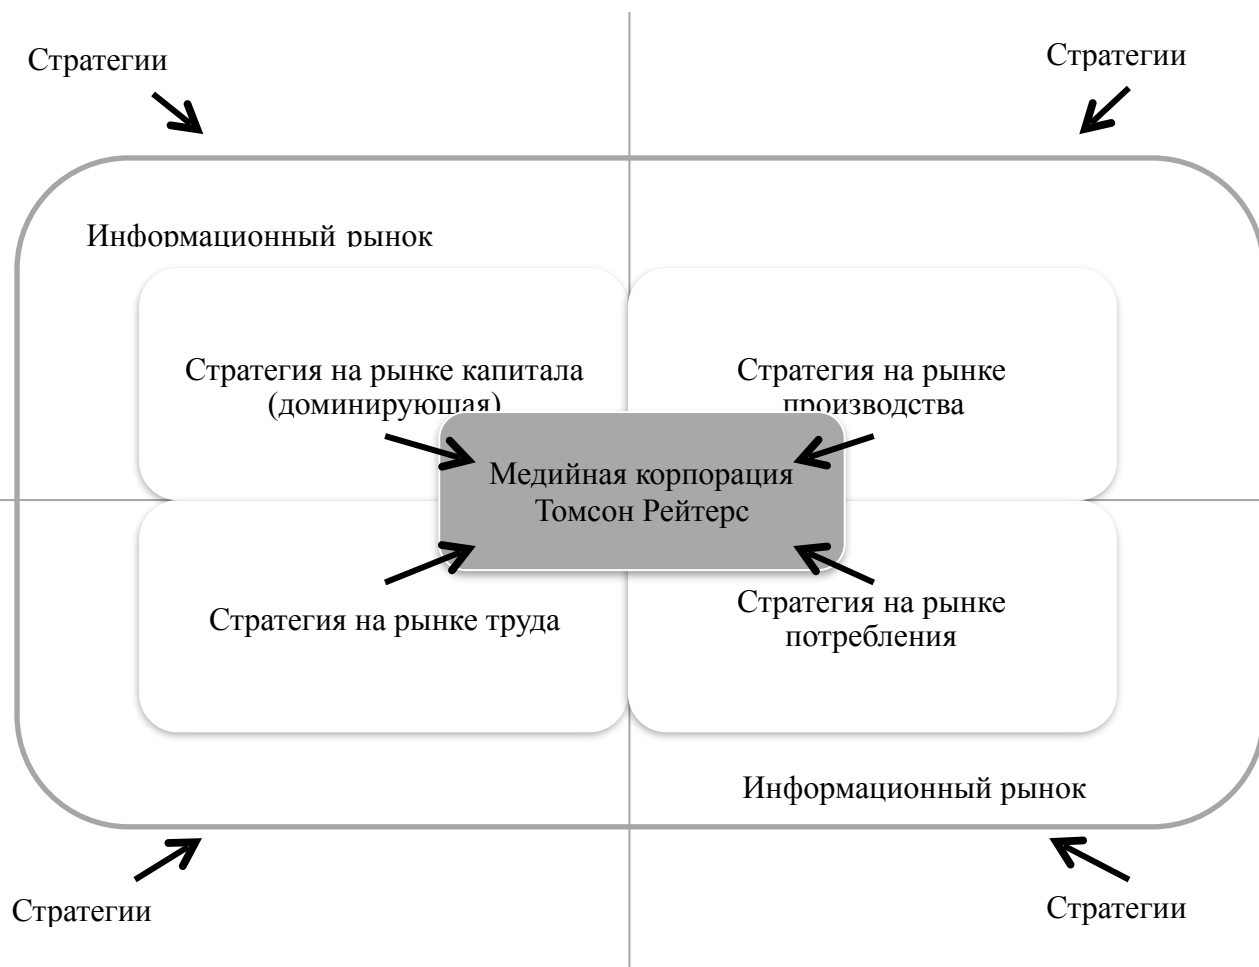 Стратегии
Стратегии
Информационный рынок
Стратегия на рынке капитала
(доминирующая)
Стратегия на рынке
производства
Медийная корпорация
Томсон Рейтерс
Стратегия на рынке труда
Стратегия на рынке
потребления
Информационный рынок
Стратегии
Стратегии